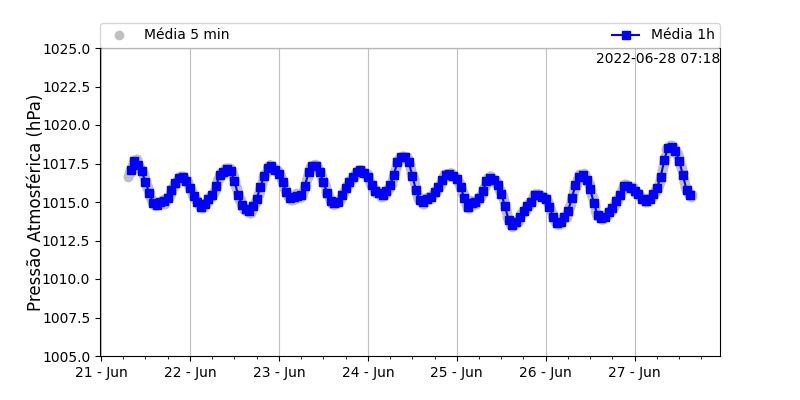 Média 5 min
Média 1h
2022-06-28 07:18
Pressão Atmosférica (hPa)
1025.0
1022.5
1020.0
1017.5
1015.0
1012.5
1010.0
1007.5
1005.0
21 - Jun
22 - Jun
23 - Jun
24 - Jun
25 - Jun
26 - Jun
27 - Jun